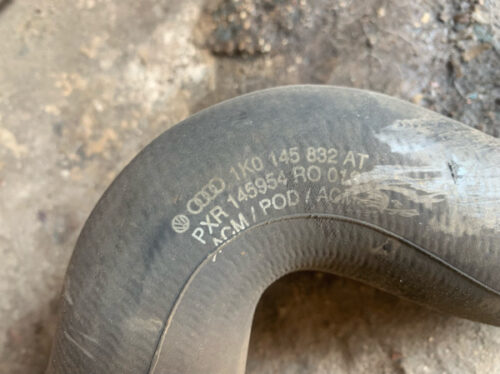 1K0 145 832 AT
PXR 145954 RO
ACM / POD /